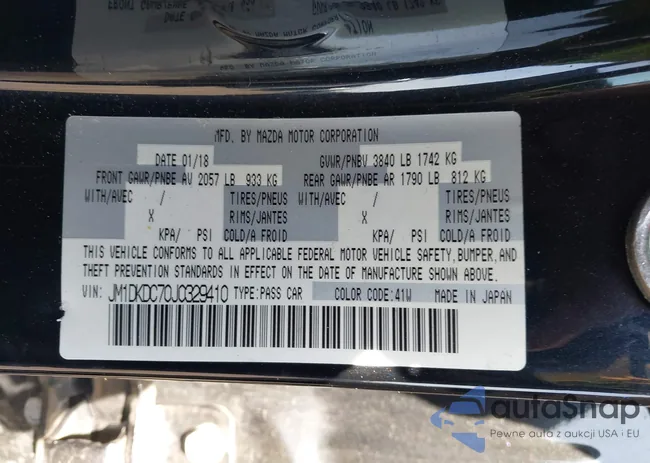 MFD. BY MAZDA MOTOR CORPORATION
DATE 01/18 GVWR/PNBV 3840 LB 1742 KG
FRONT GAWR/PNBE AV 2057 LB 933 KG REAR GAWR/PNBE AR 1790 LB 812 KG
WITH/AVEC / TIRES/PNEUS WITH/AVEC / TIRES/PNEUS
X RIMS/JANTES X RIMS/JANTES
KPA/ PSI COLD/A FROID KPA/ PSI COLD/A FROID
THIS VEHICLE CONFORMS TO ALL APPLICABLE FEDERAL MOTOR VEHICLE SAFETY, BUMPER, AND
THEFT PREVENTION STANDARDS IN EFFECT ON THE DATE OF MANUFACTURE SHOWN ABOVE.
VIN: JM1DKDC70J0329410 TYPE:PASS CAR COLOR CODE:41W MADE IN JAPAN
autoSnap
Pewne auta z aukcji USA i EU